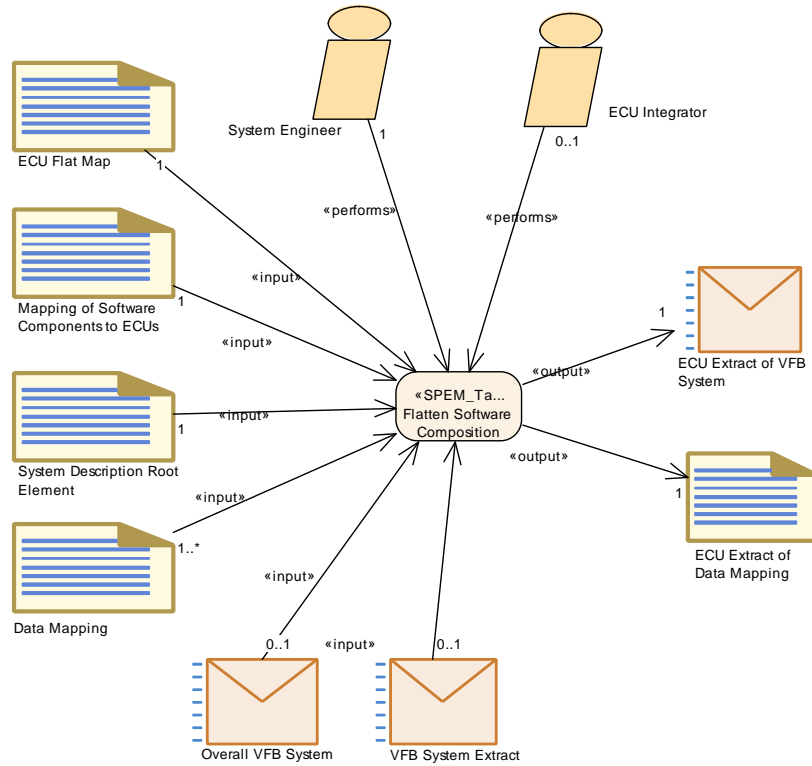 System Engineer
1
ECU Integrator
0..1
ECU Flat Map
1
«performs»
«performs»
«input»
Mapping of Software
Components to ECUs
1
«input»
1
ECU Extract of VFB
System
«output»
«SPEM_Ta...
Flatten Software
Composition
«input»
1
System Description Root
Element
«input»
«output»
1
ECU Extract of
Data Mapping
1..*
Data Mapping
«input»
0..1
«input»
0..1
Overall VFB System
VFB System Extract